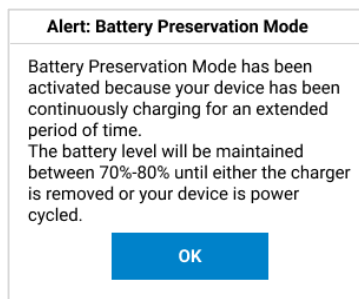 Alert: Battery Preservation Mode
Battery Preservation Mode has been
activated because your device has been
continuously charging for an extended
period of time.
The battery level will be maintained
between 70%-80% until either the charger
is removed or your device is power
cycled.
OK